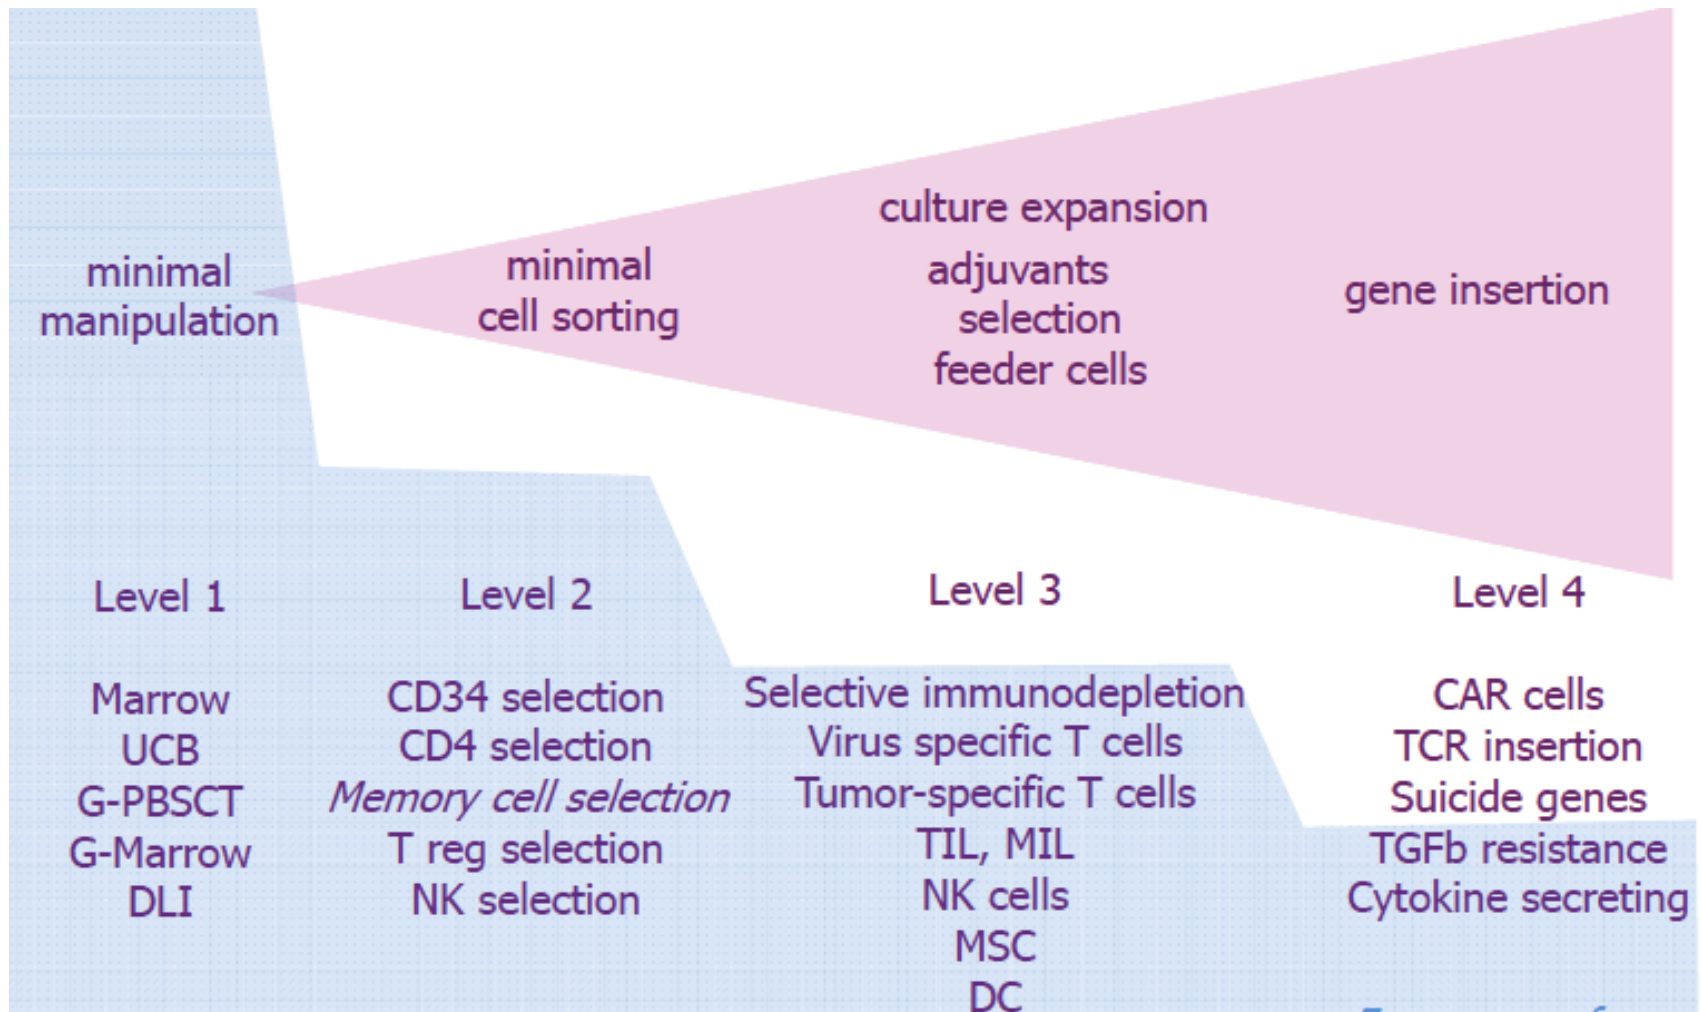 minimal
manipulation
minimal
cell sorting
culture expansion
adjuvants
selection
feeder cells
gene insertion
Level 1
Level 2
Level 3
Level 4
Marrow
UCB
G-PBSCT
G-Marrow
DLI
CD34 selection
CD4 selection
Memory cell selection
T reg selection
NK selection
Selective immunodepletion
Virus specific T cells
Tumor-specific T cells
TIL, MIL
NK cells
MSC
DC
CAR cells
TCR insertion
Suicide genes
TGFb resistance
Cytokine secreting